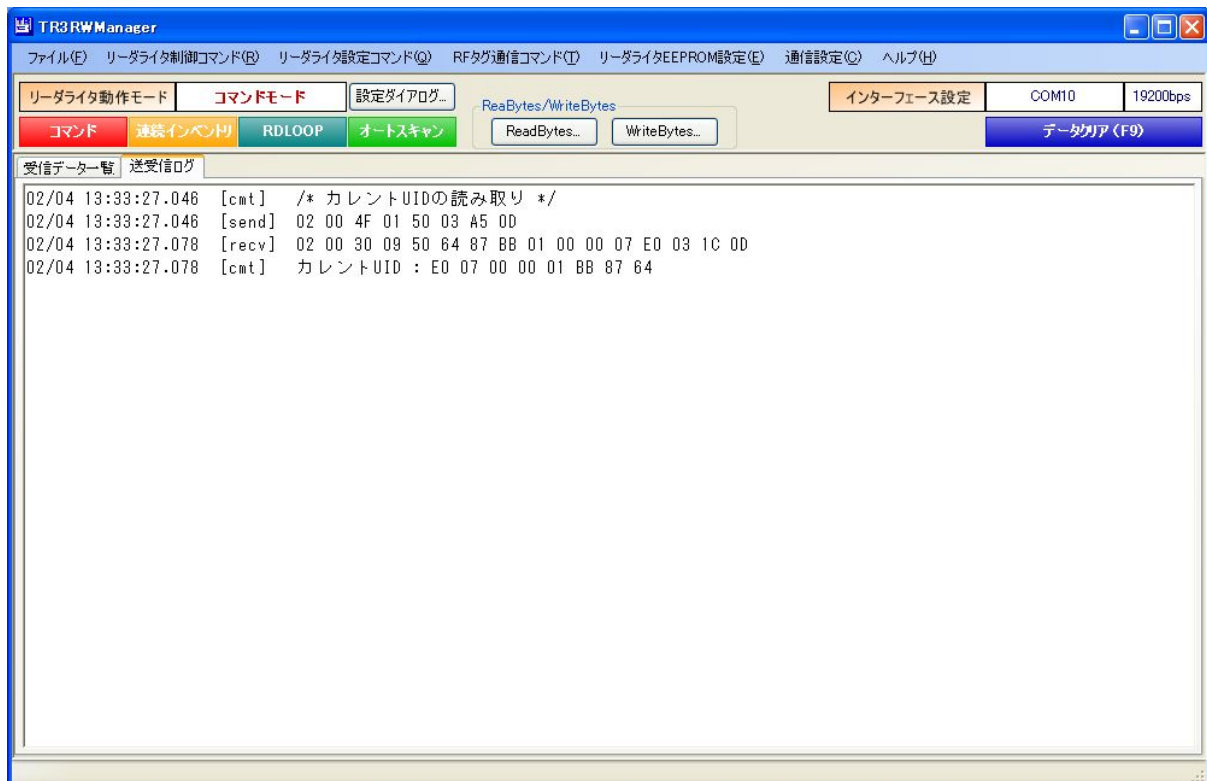 TR3RWManager
ファイル(F) リーダライタ制御コマンド(R) リーダライタ設定コマンド(Q) RFタグ通信コマンド(T) リーダライタEEPROM設定(E) 通信設定(C) ヘルプ(H)
リーダライタ動作モード コマンドモード 設定ダイアログ... ReaBytes/WriteBytes インターフェース設定 COM10 19200bps
コマンド 連続インベントリ RDLOOP オートスキャン ReadBytes... WriteBytes... データクリア(F9)
受信データ一覧 送受信ログ
02/04 13:33:27.046 [cmt] /* カレントUIDの読み取り */
02/04 13:33:27.046 [send] 02 00 4F 01 50 03 A5 0D
02/04 13:33:27.078 [recv] 02 00 30 09 50 64 87 BB 01 00 00 07 E0 03 1C 0D
02/04 13:33:27.078 [cmt] カレントUID : E0 07 00 00 01 BB 87 64